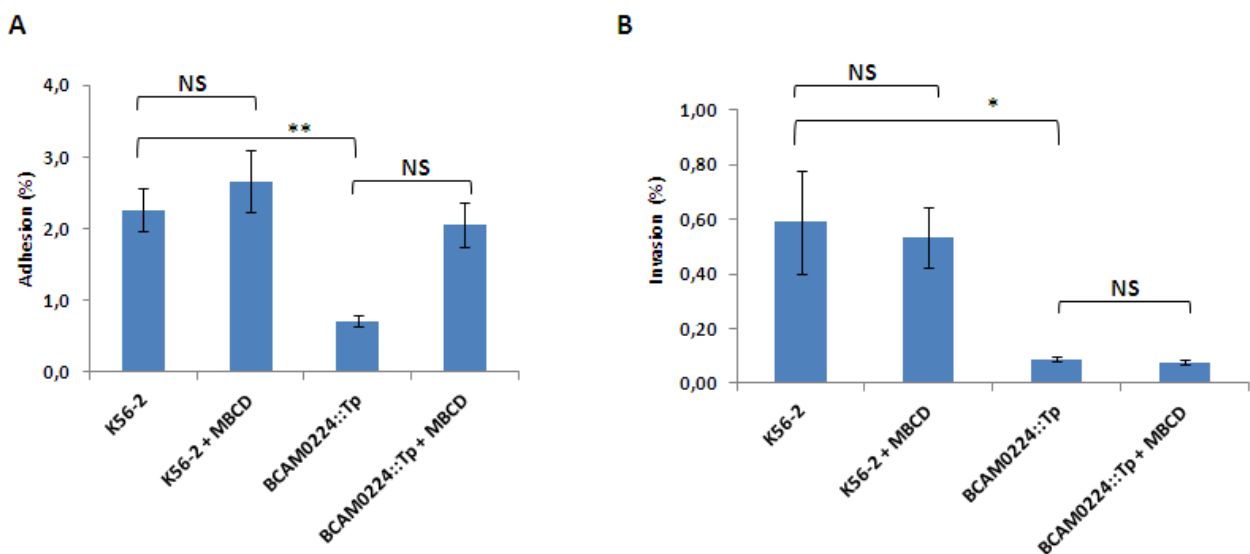 A
Adhesion (%)
4,0
3,0
2,0
1,0
0,0
NS
**
NS
K56-2
K56-2 + MBCD
BCAM0224::Tp
BCAM0224::Tp + MBCD
B
Invasion (%)
1,00
0,80
0,60
0,40
0,20
0,00
NS
*
NS
K56-2
K56-2 + MBCD
BCAM0224::Tp
BCAM0224::Tp + MBCD